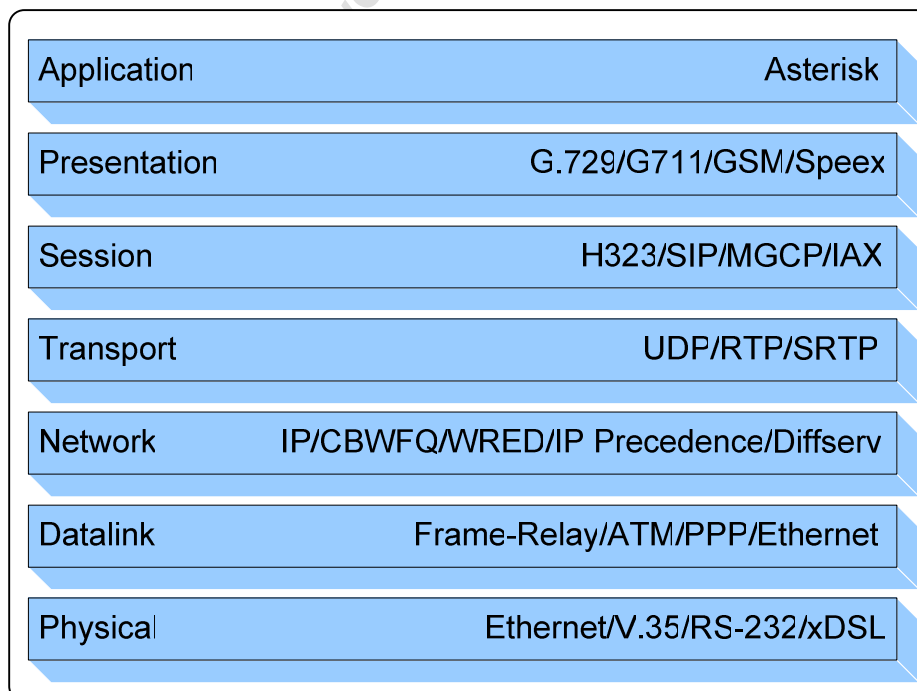 Application Asterisk
Presentation G.729/G711/GSM/Speex
Session H323/SIP/MGCP/IAX
Transport UDP/RTP/SRTP
Network IP/CBWFQ/WRED/IP Precedence/Diffserv
Datalink Frame-Relay/ATM/PPP/Ethernet
Physical Ethernet/V.35/RS-232/xDSL